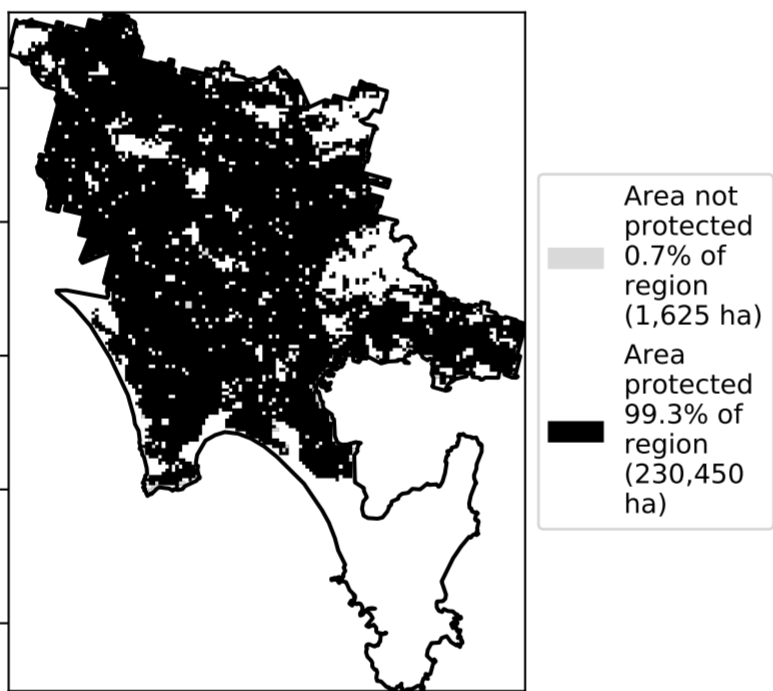 Area not
protected
0.7% of
region
(1,625 ha)
Area
protected
99.3% of
region
(230,450
ha)